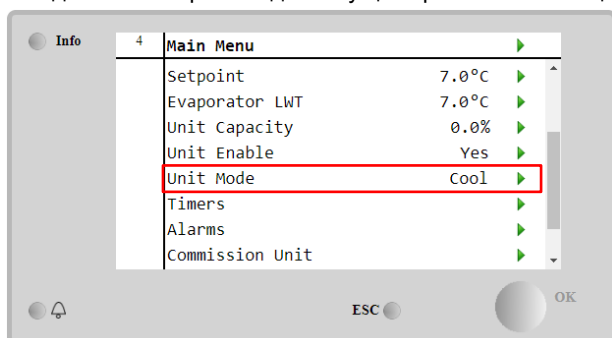 Info
4 Main Menu
Setpoint 7.0°C
Evaporator LWT 7.0°C
Unit Capacity 0.0%
Unit Enable Yes
Unit Mode Cool
Timers
Alarms
Commission Unit
ESC
OK